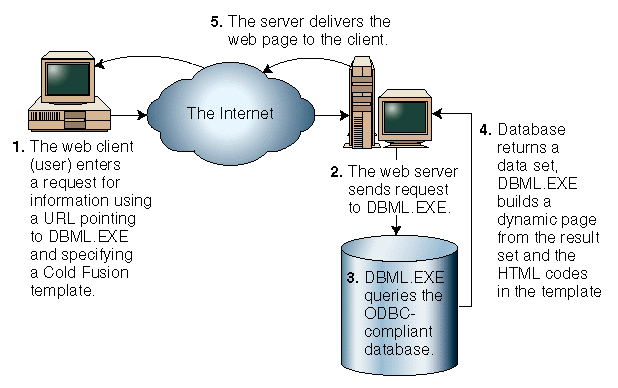 5. The server delivers the
web page to the client.
The Internet
1. The web client
(user) enters
a request for
information using
a URL pointing
to DBML.EXE
and specifying
a Cold Fusion
template.
2. The web server
sends request
to DBML.EXE.
3. DBML.EXE
queries the
ODBC-
compliant
database.
4. Database
returns a
data set,
DBML.EXE
builds a
dynamic page
from the result
set and the
HTML codes
in the template